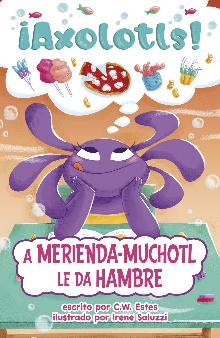 ¡Axolotls!
A MERIENDA-MUCHOTL
LE DA HAMBRE
escrito por C.W. Estes
ilustrado por Irene Saluzzi